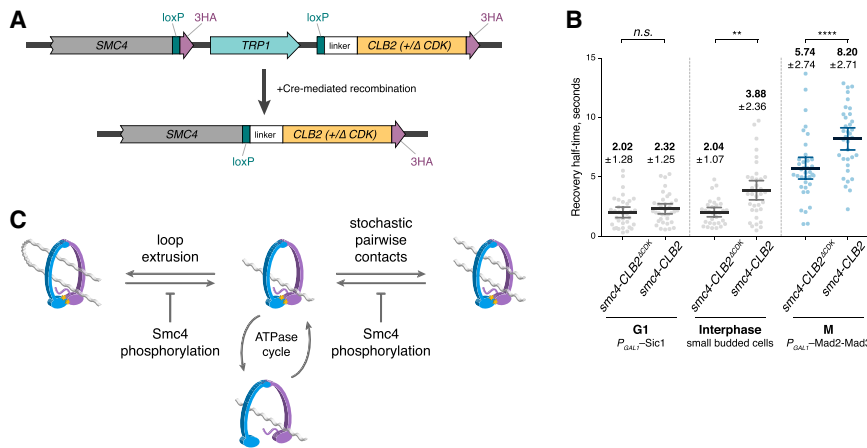 A
loxP
3HA
3HA
SMC4
TRP1
linker
CLB2 (+/Δ CDK)
loxP
+Cre-mediated recombination
SMC4
linker
CLB2 (+/Δ CDK)
loxP
3HA
B
n.s.
**
****
Recovery half-time, seconds
15
10
5
0
2.02
±1.28
2.32
±1.25
2.04
±1.07
3.88
±2.36
5.74
±2.74
8.20
±2.71
smc4-CLB2ΔCDK
smc4-CLB2
smc4-CLB2ΔCDK
smc4-CLB2
smc4-CLB2ΔCDK
smc4-CLB2
G1
PGAL1–Sic1
Interphase
small budded cells
M
PGAL1–Mad2-Mad3
C
loop
extrusion
Smc4
phosphorylation
stochastic
pairwise
contacts
Smc4
phosphorylation
ATPase
cycle